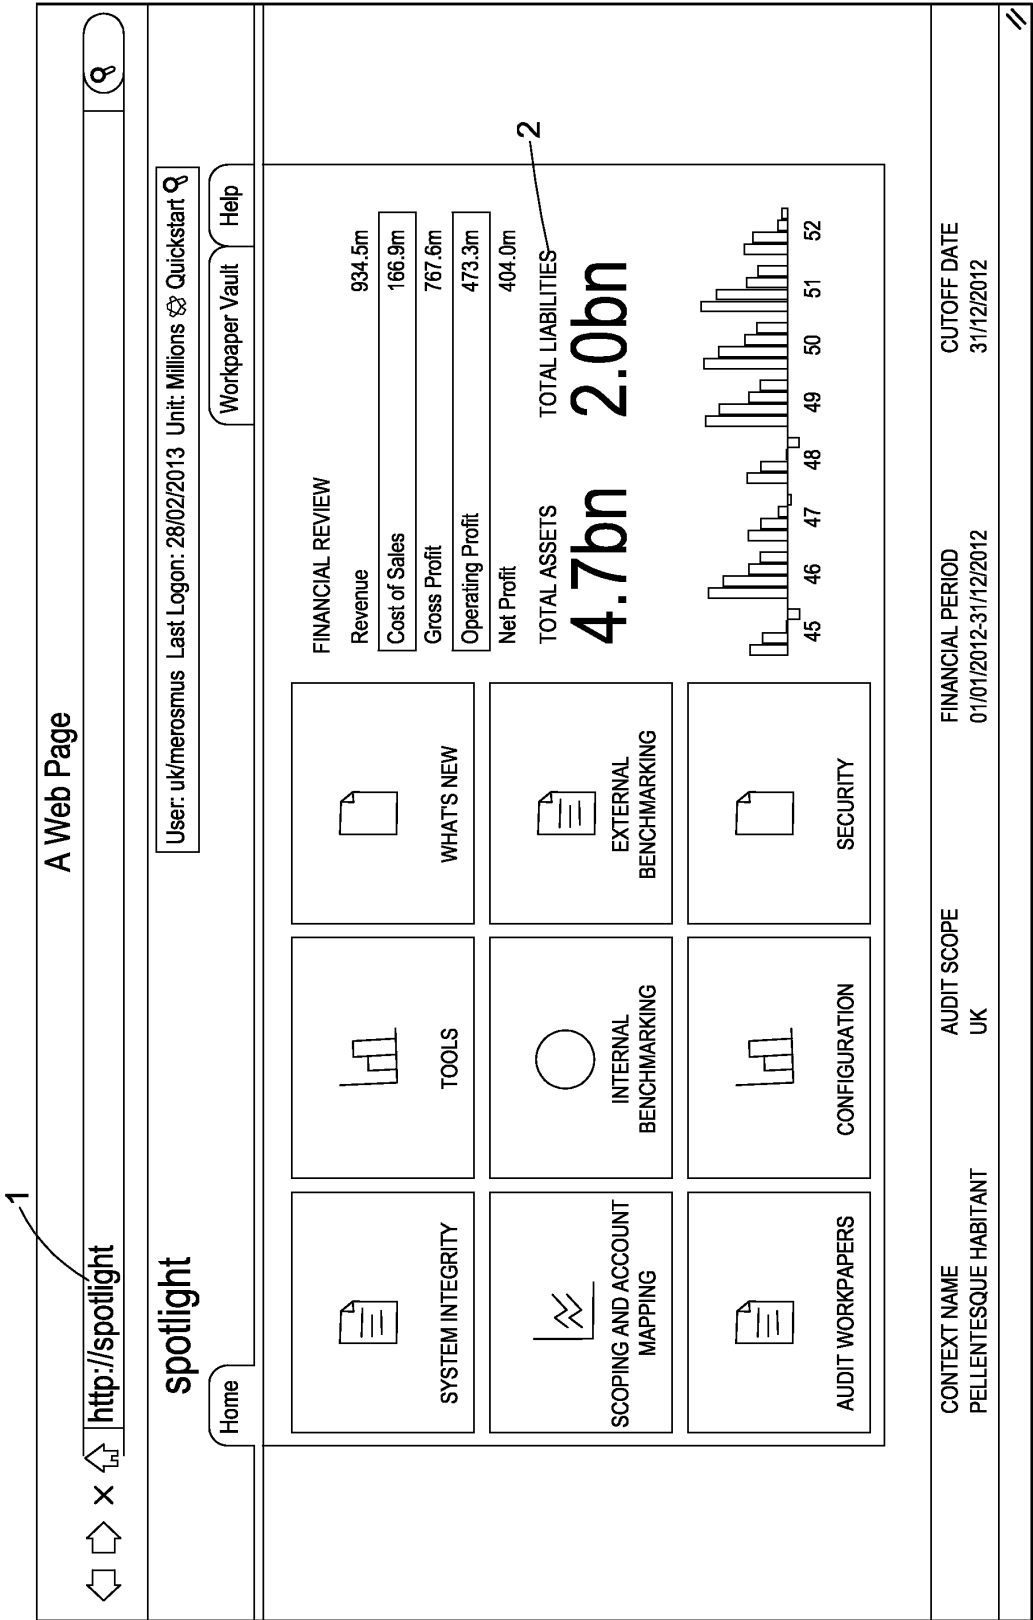 1
A Web Page
http://spotlight
spotlight
User: uk/merosmus Last Logon: 28/02/2013 Unit: Millions Quickstart
Home
Workpaper Vault
Help
SYSTEM INTEGRITY
TOOLS
WHAT'S NEW
SCOPING AND ACCOUNT
MAPPING
INTERNAL
BENCHMARKING
EXTERNAL
BENCHMARKING
AUDIT WORKPAPERS
CONFIGURATION
SECURITY
FINANCIAL REVIEW
Revenue 934.5m
Cost of Sales 166.9m
Gross Profit 767.6m
Operating Profit 473.3m
Net Profit 404.0m
2
TOTAL ASSETS TOTAL LIABILITIES
4.7bn 2.0bn
45 46 47 48 49 50 51 52
CONTEXT NAME AUDIT SCOPE FINANCIAL PERIOD CUTOFF DATE
PELLENTESQUE HABITANT UK 01/01/2012-31/12/2012 31/12/2012